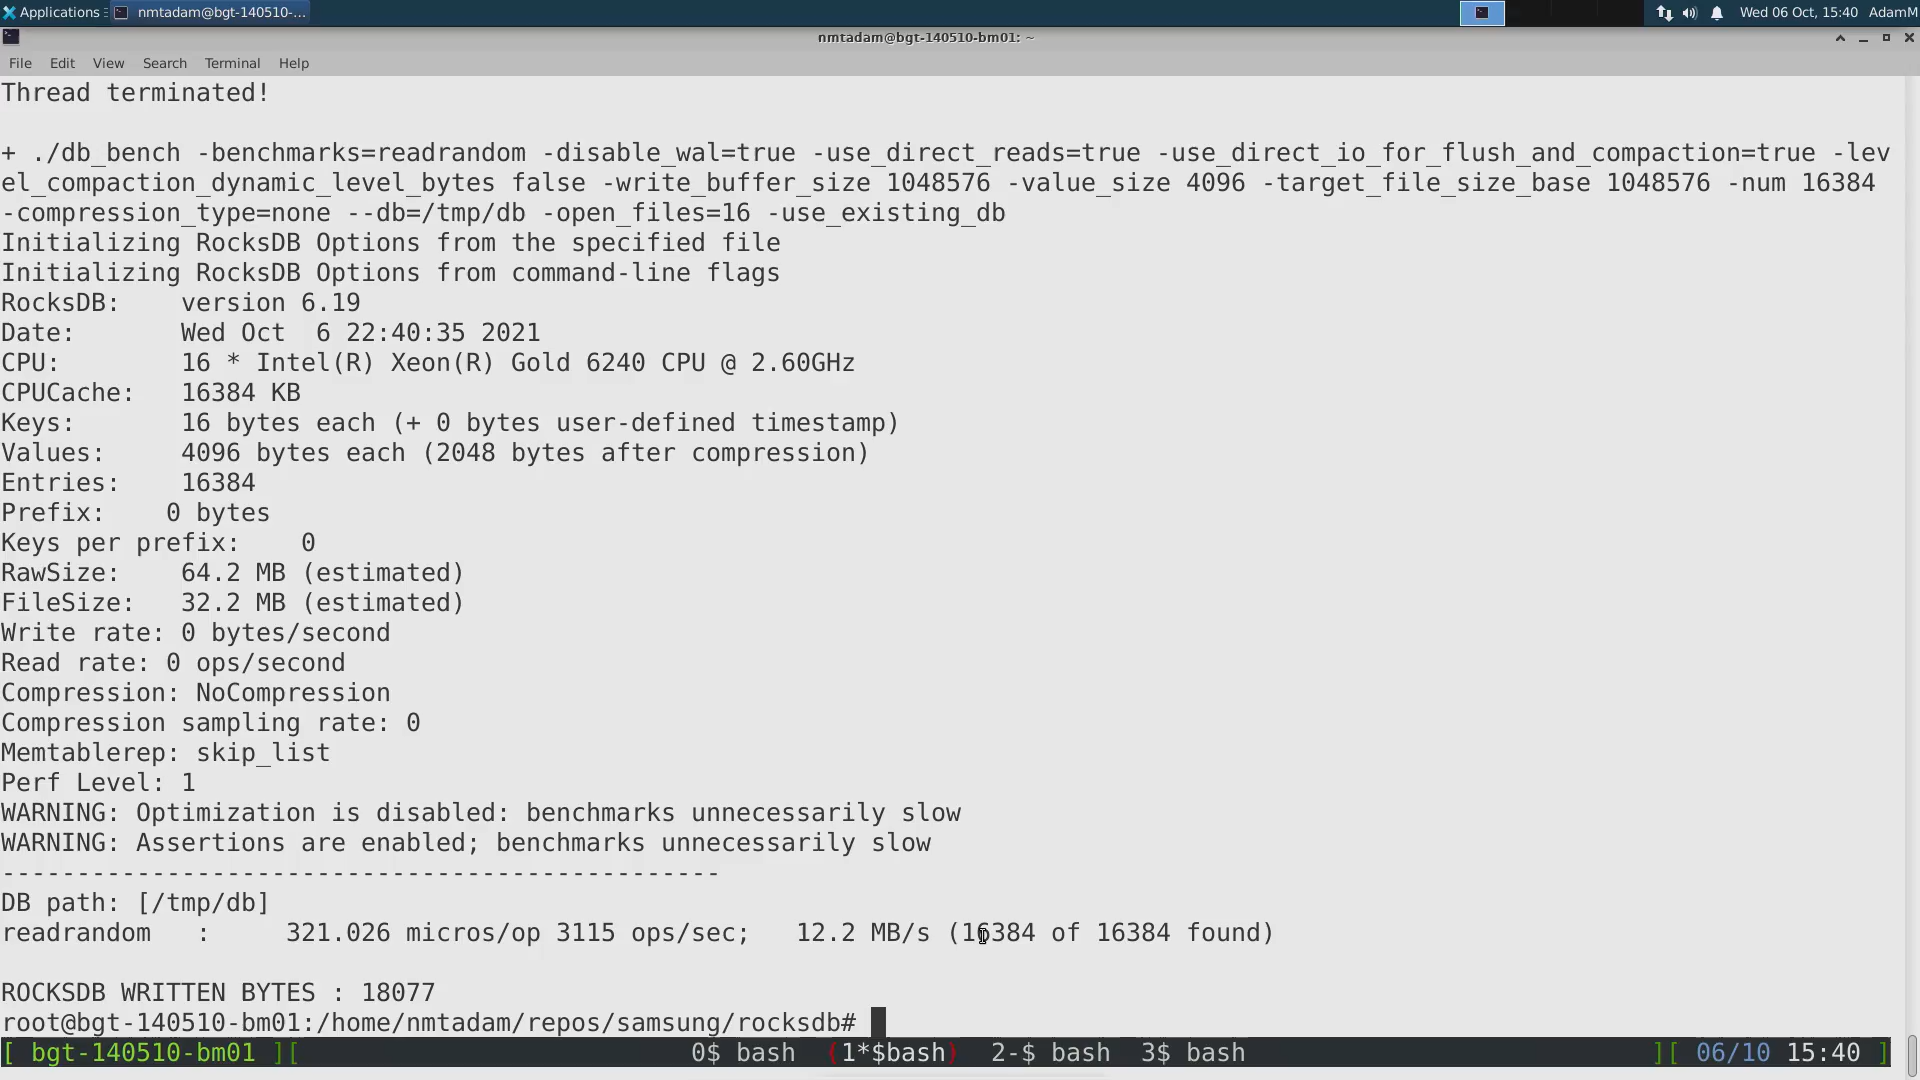 Applications nmtadam@bgt-140510-... Wed 06 Oct, 15:40 AdamM
nmtadam@bgt-140510-bm01: ~
File Edit View Search Terminal Help
Thread terminated!
+ ./db_bench -benchmarks=readrandom -disable_wal=true -use_direct_reads=true -use_direct_io_for_flush_and_compaction=true -lev
el_compaction_dynamic_level_bytes false -write_buffer_size 1048576 -value_size 4096 -target_file_size_base 1048576 -num 16384
-compression_type=none --db=/tmp/db -open_files=16 -use_existing_db
Initializing RocksDB Options from the specified file
Initializing RocksDB Options from command-line flags
RocksDB:    version 6.19
Date:       Wed Oct  6 22:40:35 2021
CPU:        16 * Intel(R) Xeon(R) Gold 6240 CPU @ 2.60GHz
CPUCache:   16384 KB
Keys:       16 bytes each (+ 0 bytes user-defined timestamp)
Values:     4096 bytes each (2048 bytes after compression)
Entries:    16384
Prefix:    0 bytes
Keys per prefix:    0
RawSize:    64.2 MB (estimated)
FileSize:   32.2 MB (estimated)
Write rate: 0 bytes/second
Read rate: 0 ops/second
Compression: NoCompression
Compression sampling rate: 0
Memtablerep: skip_list
Perf Level: 1
WARNING: Optimization is disabled: benchmarks unnecessarily slow
WARNING: Assertions are enabled; benchmarks unnecessarily slow
------------------------------------------------
DB path: [/tmp/db]
readrandom   :     321.026 micros/op 3115 ops/sec;   12.2 MB/s (16384 of 16384 found)
ROCKSDB WRITTEN BYTES : 18077
root@bgt-140510-bm01:/home/nmtadam/repos/samsung/rocksdb#
[ bgt-140510-bm01 ][ 0$ bash (1*$bash) 2-$ bash 3$ bash ][ 06/10 15:40 ]